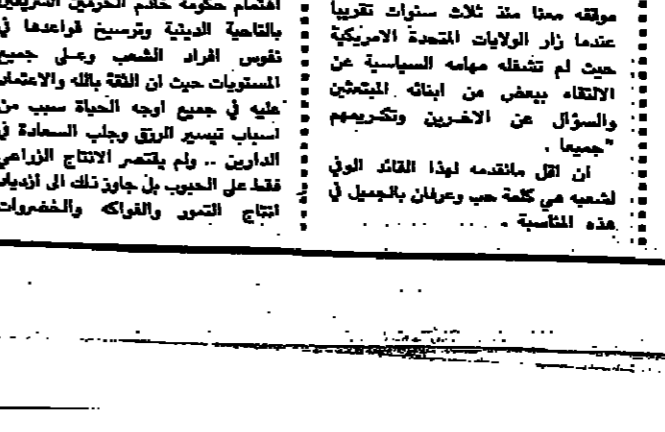 موقفه معنا منذ ثلاث سنوات تقريبا
عندما زار الولايات المتحدة الامريكية
حيث لم تشغله مهامه السياسية عن
الالتقاء ببعض من ابنائه المبتعثين
والسؤال عن الاخرين وتكريمهم
"جميعا .
ان اقل مانقدمه لهذا القائد الوفي
لشعبه هي كلمة حب وعرفان بالجميل في
هذه المناسبة .
اهتمام حكومة خادم الحرمين الشريفين
بالناحية الدينية وترسيخ قواعدها في
نفوس افراد الشعب وعلى جميع
المستويات حيث ان الثقة بالله والاعتماد
عليه في جميع اوجه الحياة سبب من
اسباب تيسير الرزق وجلب السعادة في
الدارين .. ولم يقتصر الانتاج الزراعي
فقط على الحبوب بل جاوز ذلك الى ازدياد
انتاج التمور والفواكه والخضروات